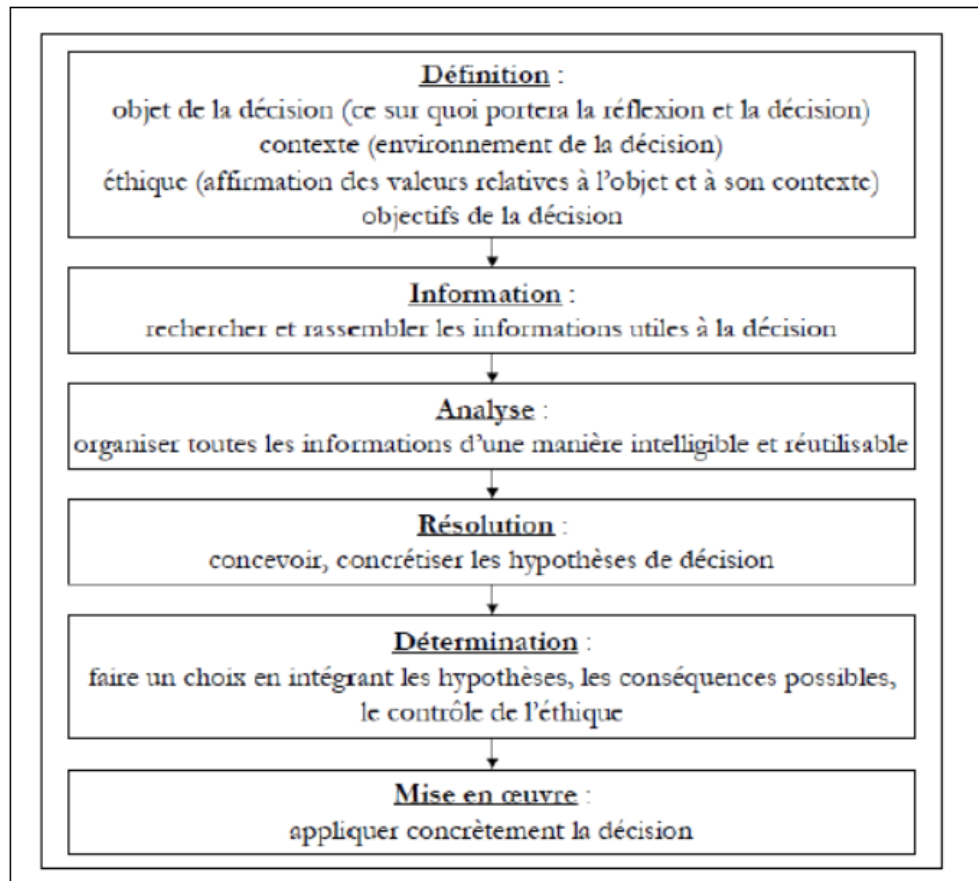 Définition :
objet de la décision (ce sur quoi portera la réflexion et la décision)
contexte (environnement de la décision)
éthique (affirmation des valeurs relatives à l'objet et à son contexte)
objectifs de la décision
Information :
rechercher et rassembler les informations utiles à la décision
Analyse :
organiser toutes les informations d'une manière intelligible et réutilisable
Résolution :
concevoir, concrétiser les hypothèses de décision
Détermination :
faire un choix en intégrant les hypothèses, les conséquences possibles,
le contrôle de l'éthique
Mise en œuvre :
appliquer concrètement la décision